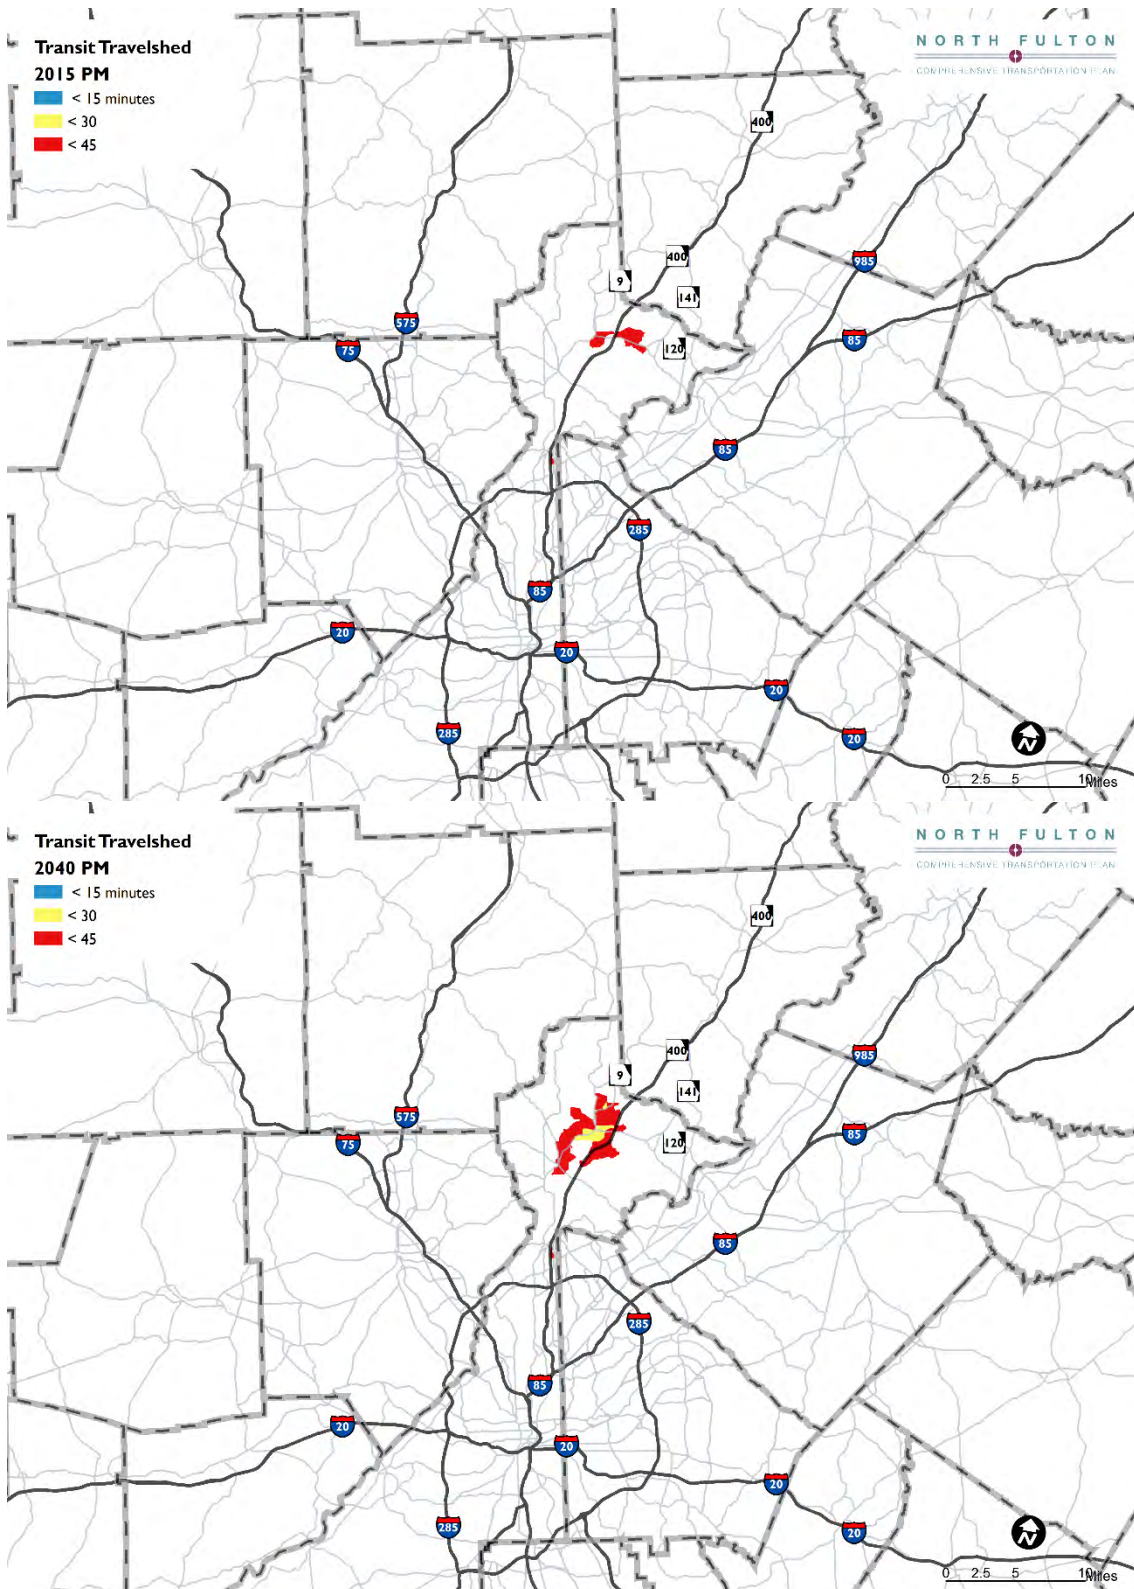 Transit Travelshed
2015 PM
< 15 minutes
< 30
< 45
NORTH FULTON
COMPREHENSIVE TRANSPORTATION PLAN
400
400
985
9
141
575
75
120
85
85
285
85
20
20
20
285
20
0 2.5 5 10 Miles
N
Transit Travelshed
2040 PM
< 15 minutes
< 30
< 45
NORTH FULTON
COMPREHENSIVE TRANSPORTATION PLAN
400
400
985
9
141
575
75
120
85
85
285
85
20
20
20
285
20
0 2.5 5 10 Miles
N